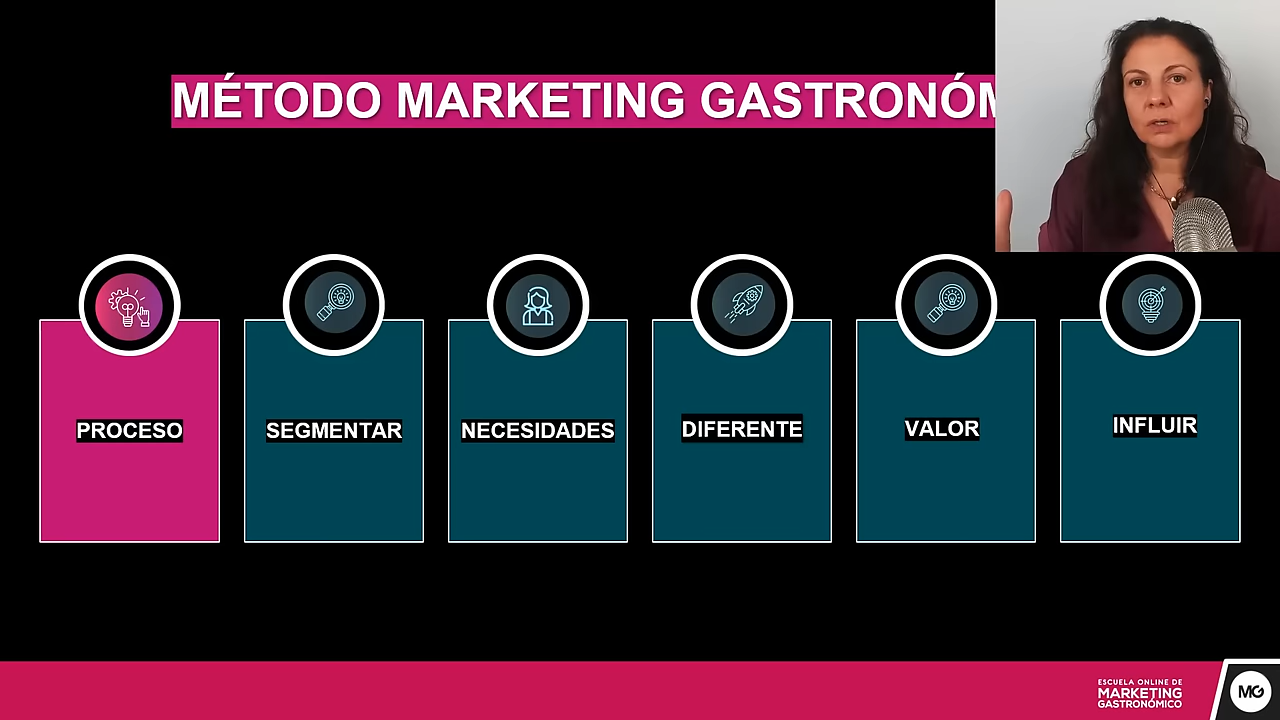 MÉTODO MARKETING GASTRONÓM
PROCESO
SEGMENTAR
NECESIDADES
DIFERENTE
VALOR
INFLUIR
ESCUELA ONLINE DE
MARKETING
GASTRONÓMICO
MG